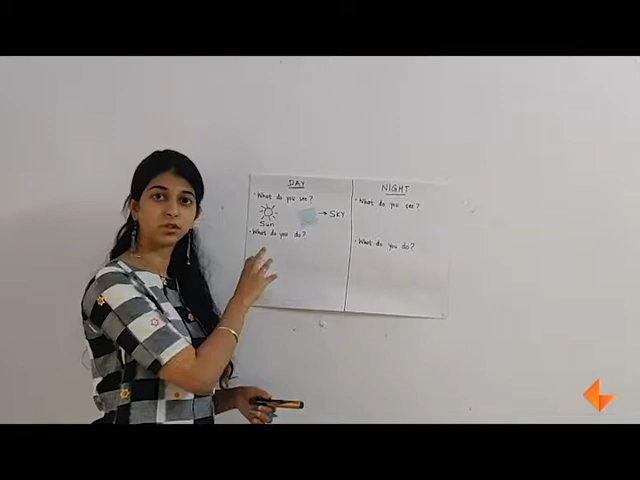 DAY
• What do you see?
→ SKY
Sun
• What do you do?
NIGHT
• What do you see?
• What do you do?